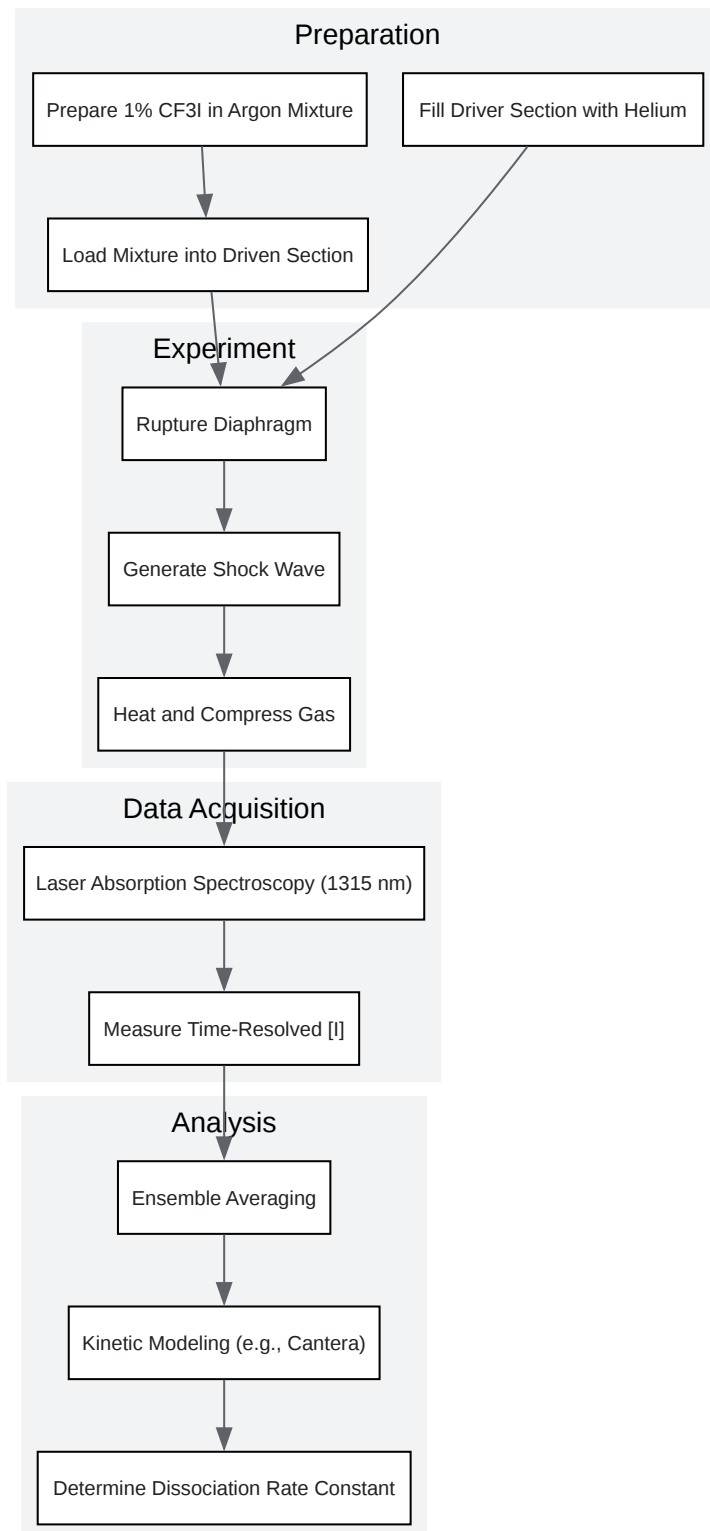 Preparation
Prepare 1% CF3I in Argon Mixture
Fill Driver Section with Helium
Load Mixture into Driven Section
Experiment
Rupture Diaphragm
Generate Shock Wave
Heat and Compress Gas
Data Acquisition
Laser Absorption Spectroscopy (1315 nm)
Measure Time-Resolved [I]
Analysis
Ensemble Averaging
Kinetic Modeling (e.g., Cantera)
Determine Dissociation Rate Constant